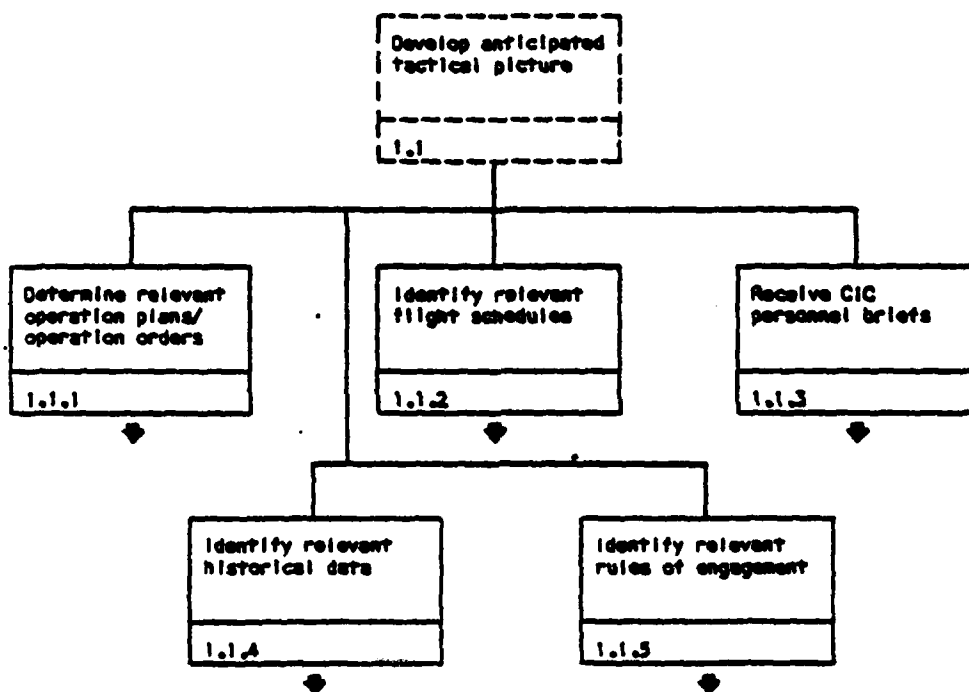 Develop anticipated
tactical picture
1.1
Determine relevant
operation plans/
operation orders
1.1.1
Identify relevant
flight schedules
1.1.2
Receive CIC
personnel briefs
1.1.3
Identify relevant
historical data
1.1.4
Identify relevant
rules of engagement
1.1.5